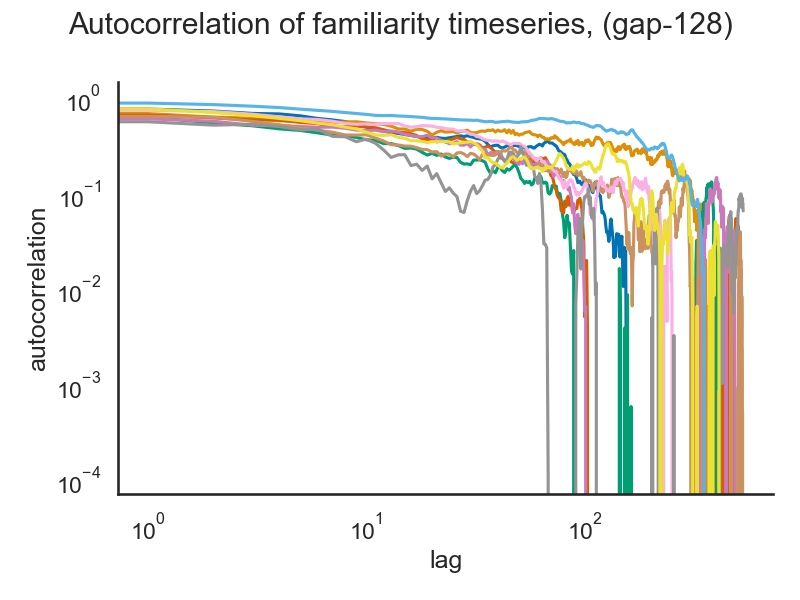 Autocorrelation of familiarity timeseries, (gap-128)
10^0
10^−1
10^−2
10^−3
10^−4
autocorrelation
10^0 10^1 10^2
lag